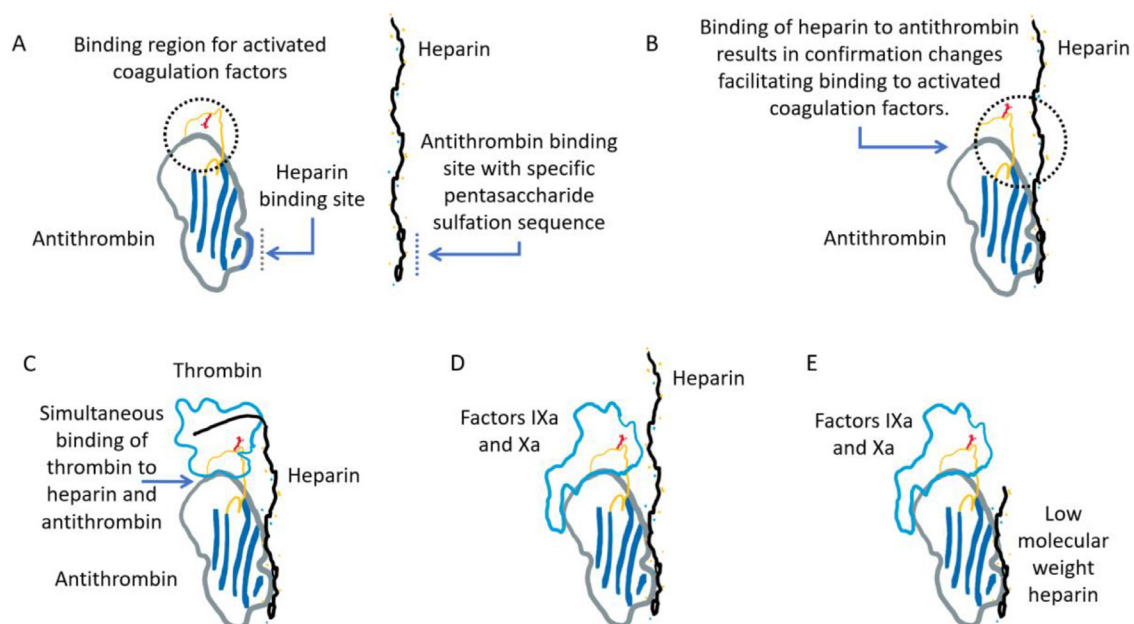 A
Binding region for activated
coagulation factors
Heparin
Heparin
binding site
Antithrombin binding
site with specific
pentasaccharide
sulfation sequence
Antithrombin
B
Binding of heparin to antithrombin
results in confirmation changes
facilitating binding to activated
coagulation factors.
Heparin
Antithrombin
C
Thrombin
Simultaneous
binding of
thrombin to
heparin and
antithrombin
Heparin
Antithrombin
D
Heparin
Factors IXa
and Xa
E
Factors IXa
and Xa
Low
molecular
weight
heparin